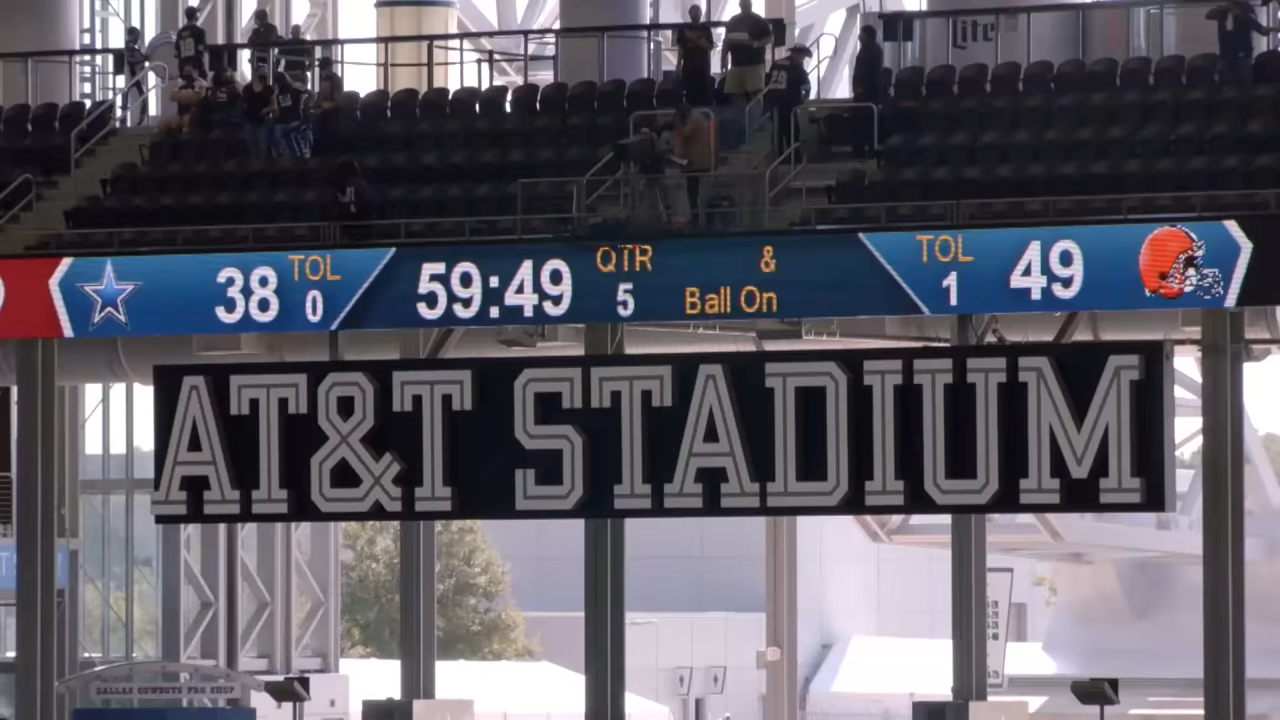 Lite
38 TOL 0
59:49 QTR 5 & Ball On
TOL 1 49
AT&T STADIUM
DALLAS COWBOYS PRO SHOP